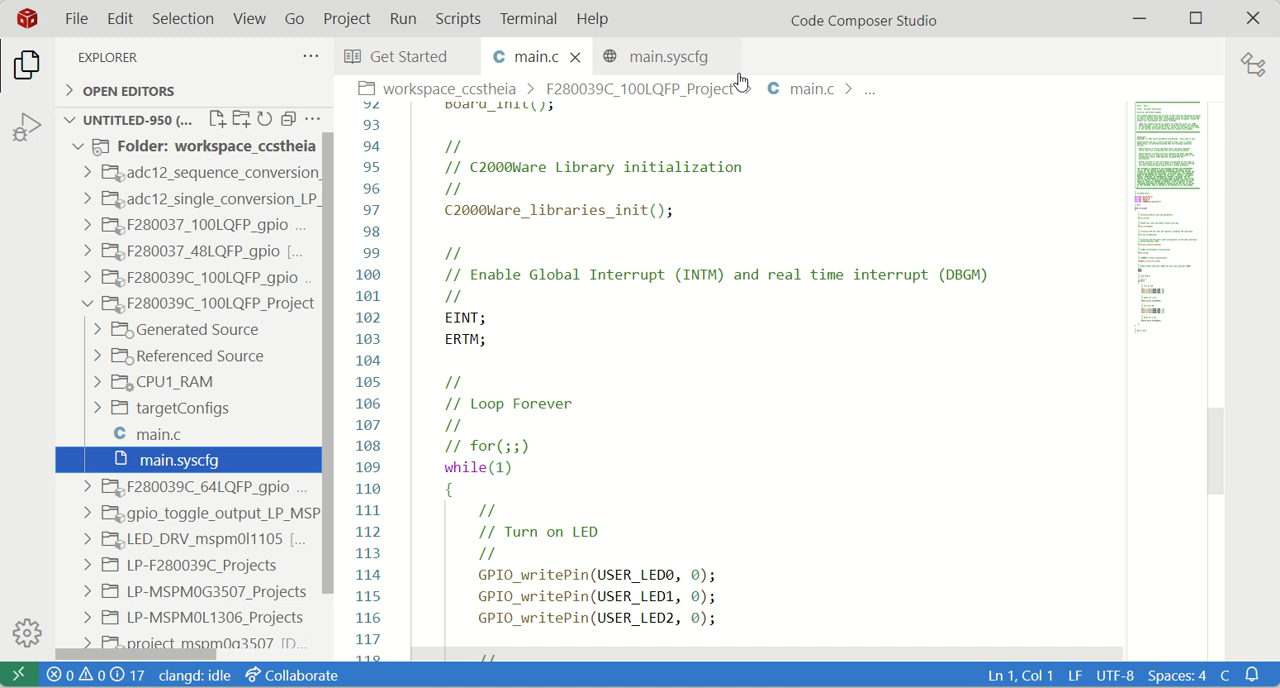 File Edit Selection View Go Project Run Scripts Terminal Help
Code Composer Studio
EXPLORER
OPEN EDITORS
UNTITLED-950 (...
Folder: workspace_ccstheia
adc12_sequence_conversion_
adc12_single_conversion_LP_
F280037_100LQFP_gpio ...
F280037_48LQFP_gpio [...
F280039C_100LQFP_gpio ..
F280039C_100LQFP_Project
Generated Source
Referenced Source
CPU1_RAM
targetConfigs
C main.c
main.syscfg
F280039C_64LQFP_gpio ...
gpio_toggle_output_LP_MSP
LED_DRV_mspm0l1105 [...
LP-F280039C_Projects
LP-MSPM0G3507_Projects
LP-MSPM0L1306_Projects
project_mspm0g3507 [D...
Get Started
C main.c
main.syscfg
workspace_ccstheia > F280039C_100LQFP_Project > C main.c > ...
92 Board_init();
93
94 //
95 // C2000Ware Library initialization
96 //
97 C2000Ware_libraries_init();
98
99 //
100 // Enable Global Interrupt (INTM) and real time interrupt (DBGM)
101 //
102 EINT;
103 ERTM;
104
105 //
106 // Loop Forever
107 //
108 // for(;;)
109 while(1)
110 {
111 //
112 // Turn on LED
113 //
114 GPIO_writePin(USER_LED0, 0);
115 GPIO_writePin(USER_LED1, 0);
116 GPIO_writePin(USER_LED2, 0);
117
118 //
0 0 17 clangd: idle Collaborate
Ln 1, Col 1 LF UTF-8 Spaces: 4 C